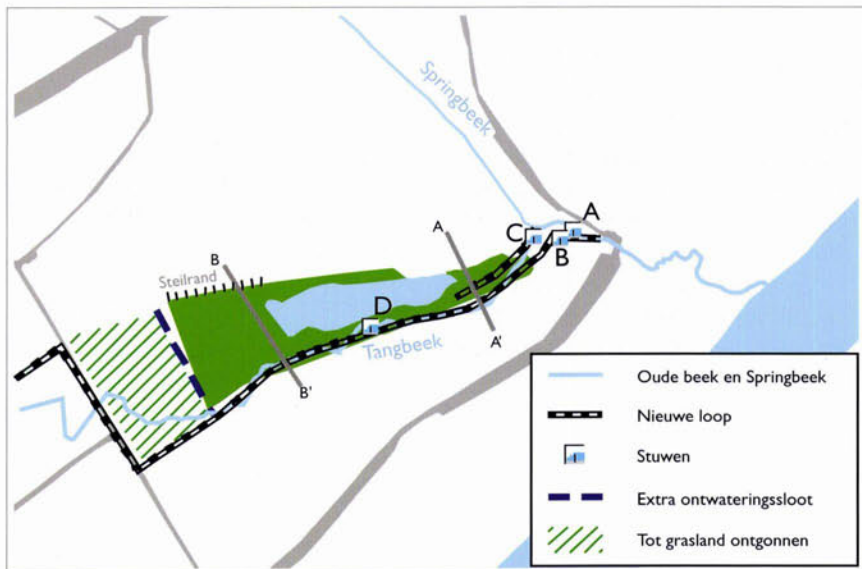 Springbeek
A
C
B
A
B
Steilrand
D
Tangbeek
A'
B'
Oude beek en Springbeek
Nieuwe loop
Stuwen
Extra ontwateringssloot
Tot grasland ontgonnen